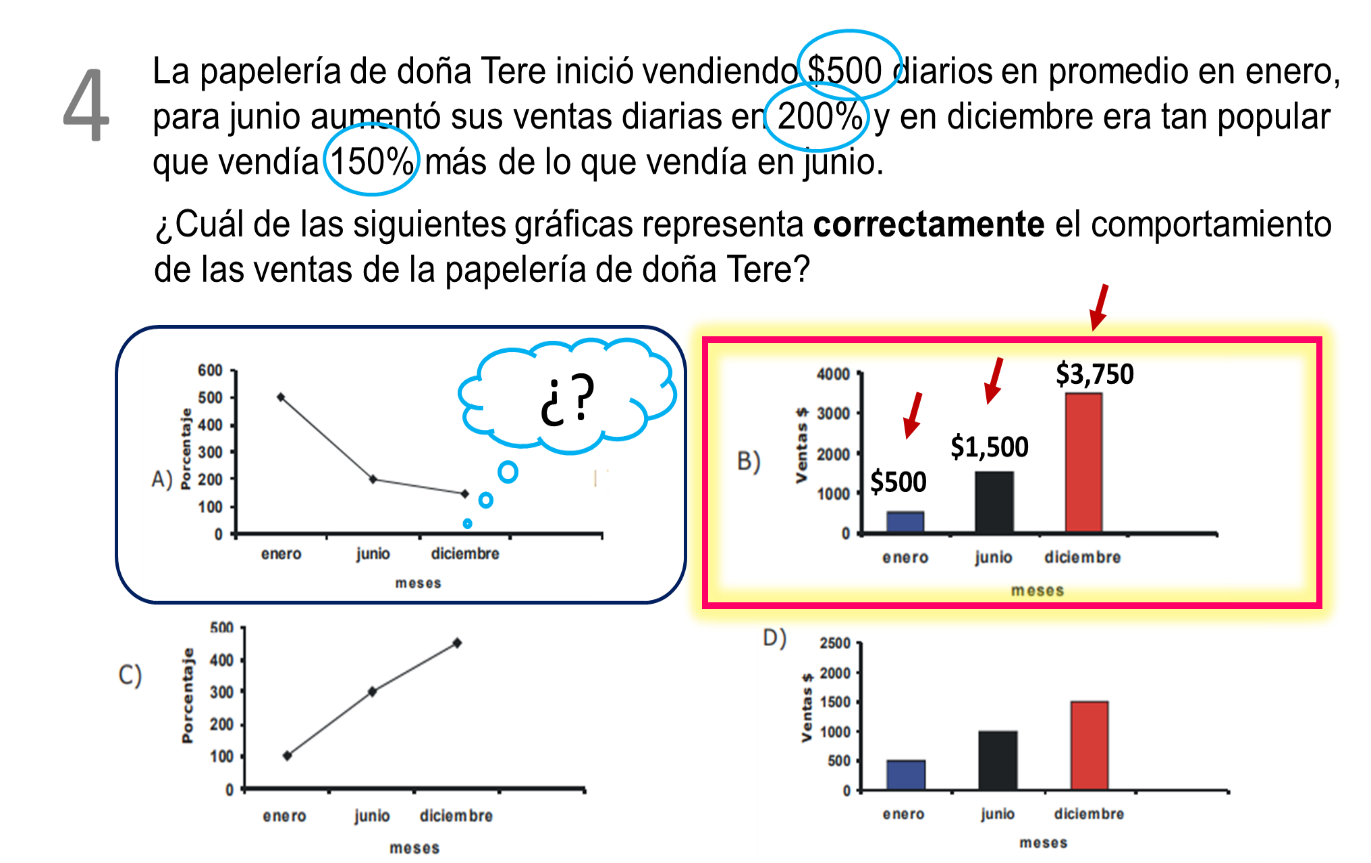 4
La papelería de doña Tere inició vendiendo $500 diarios en promedio en enero,
para junio aumentó sus ventas diarias en 200% y en diciembre era tan popular
que vendía 150% más de lo que vendía en junio.
¿Cuál de las siguientes gráficas representa correctamente el comportamiento
de las ventas de la papelería de doña Tere?
A)
Porcentaje
600
500
400
300
200
100
0
enero junio diciembre
meses
¿?
B)
Ventas $
4000
3000
2000
1000
0
$500
$1,500
$3,750
enero junio diciembre
meses
C)
Porcentaje
500
400
300
200
100
0
enero junio diciembre
meses
D)
Ventas $
2500
2000
1500
1000
500
0
enero junio diciembre
meses